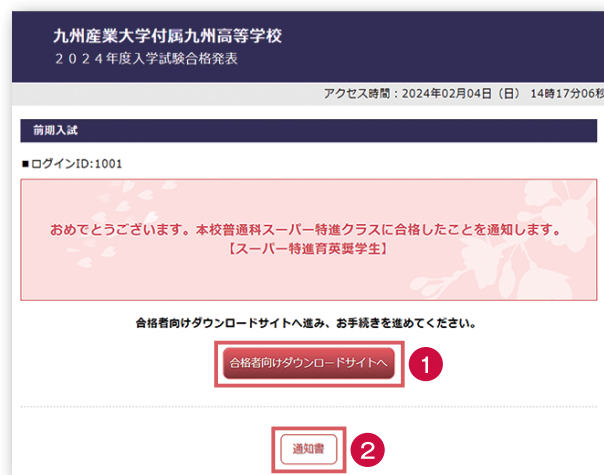 九州産業大学付属九州高等学校
２０２４年度入学試験合格発表
アクセス時間：2024年02月04日（日） 14時17分06秒
前期入試
■ログインID:1001
おめでとうございます。本校普通科スーパー特進クラスに合格したことを通知します。
【スーパー特進育英奨学生】
合格者向けダウンロードサイトへ進み、お手続きを進めてください。
合格者向けダウンロードサイトへ
1
通知書
2